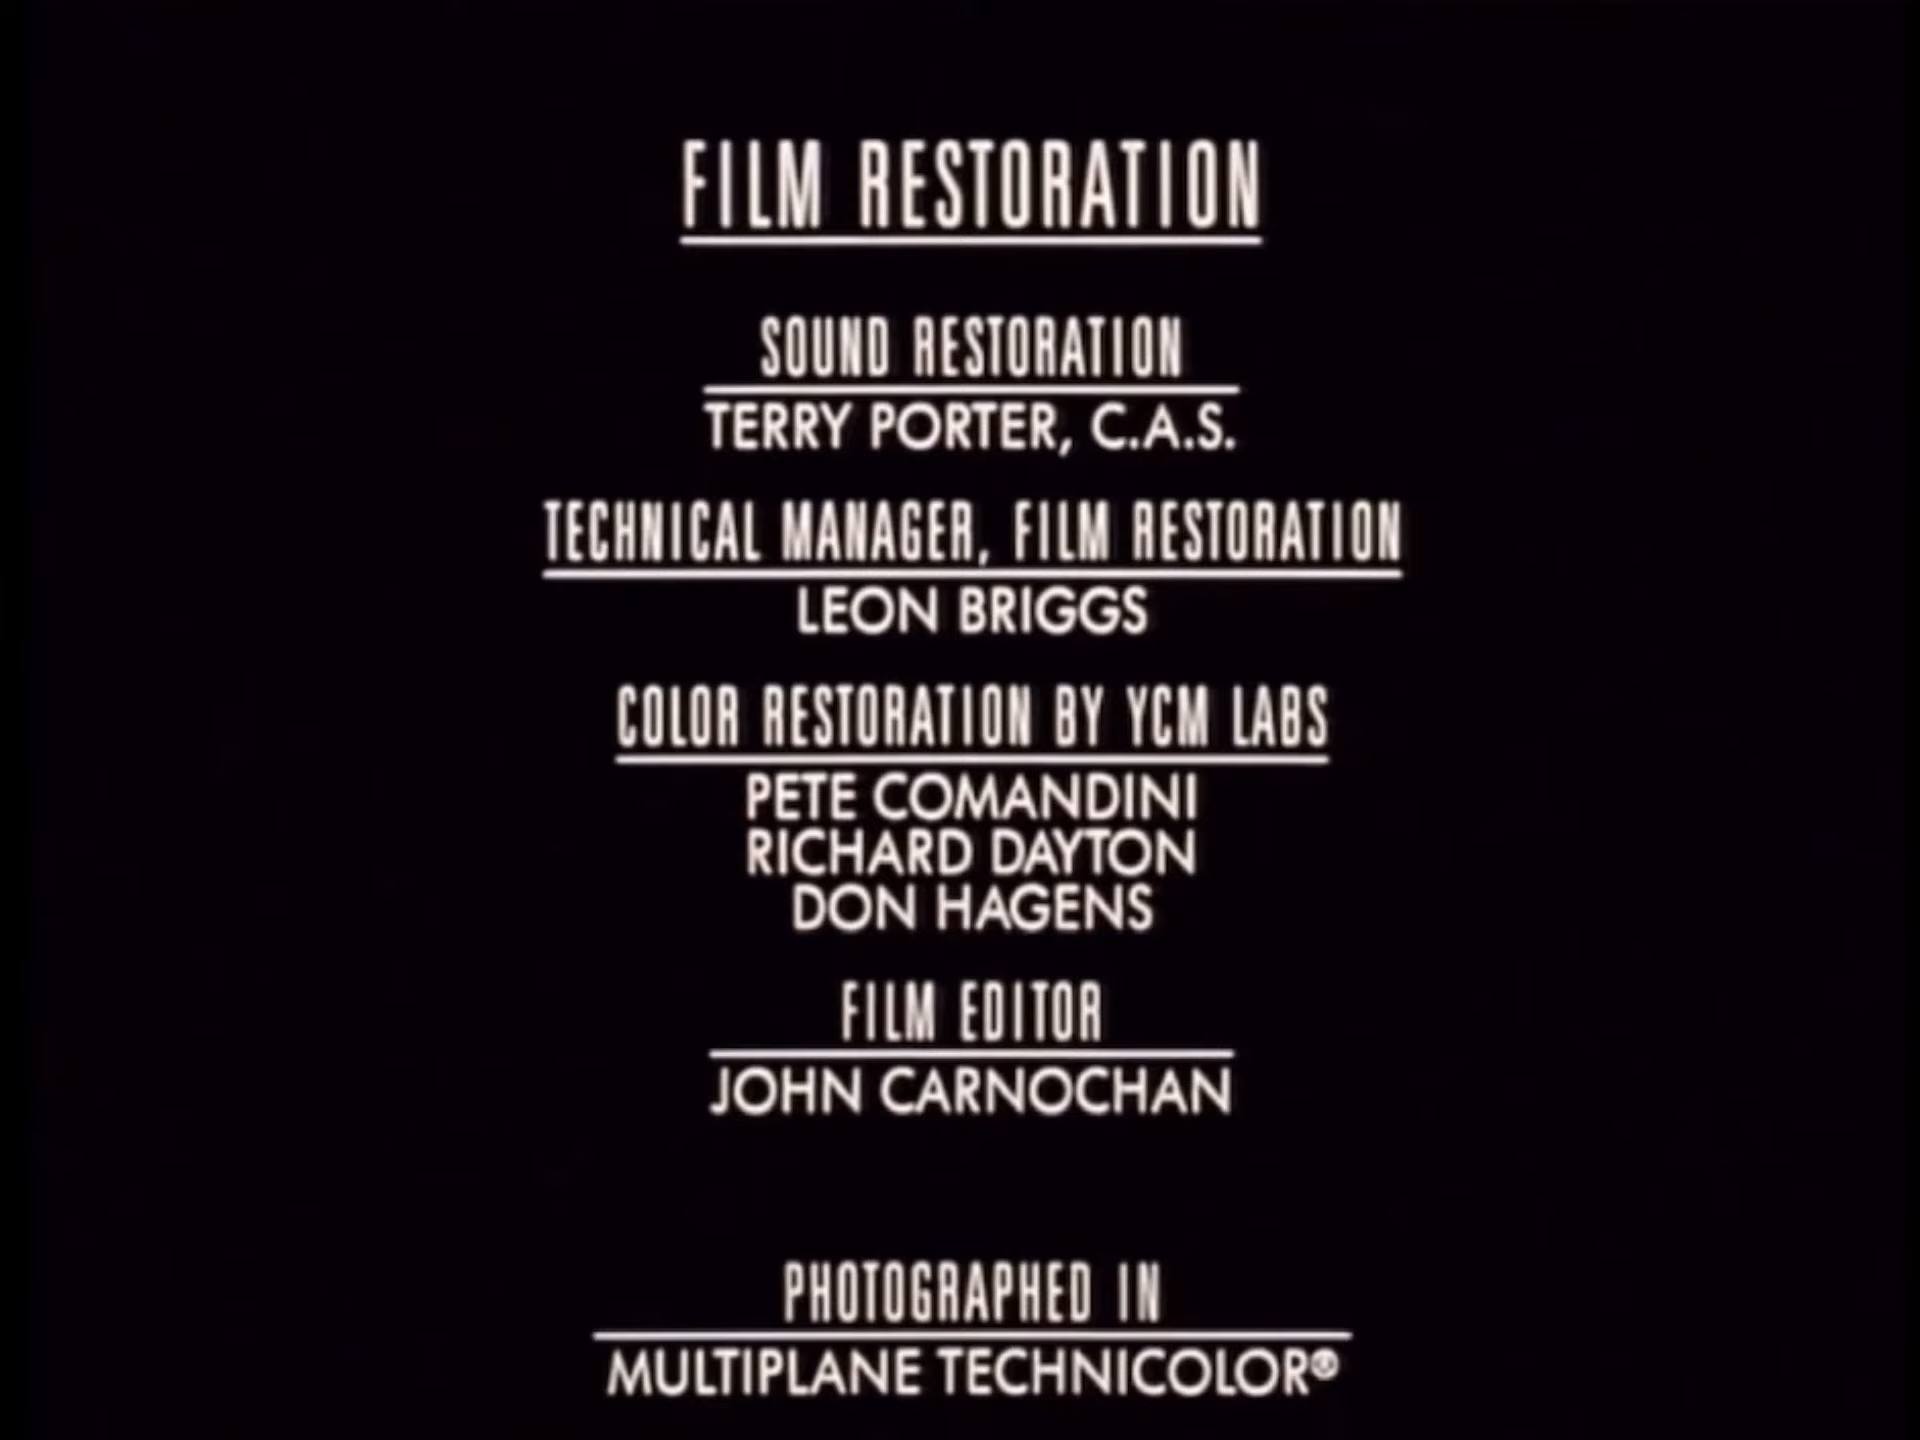 FILM RESTORATION
SOUND RESTORATION
TERRY PORTER, C.A.S.
TECHNICAL MANAGER, FILM RESTORATION
LEON BRIGGS
COLOR RESTORATION BY YCM LABS
PETE COMANDINI
RICHARD DAYTON
DON HAGENS
FILM EDITOR
JOHN CARNOCHAN
PHOTOGRAPHED IN
MULTIPLANE TECHNICOLOR®